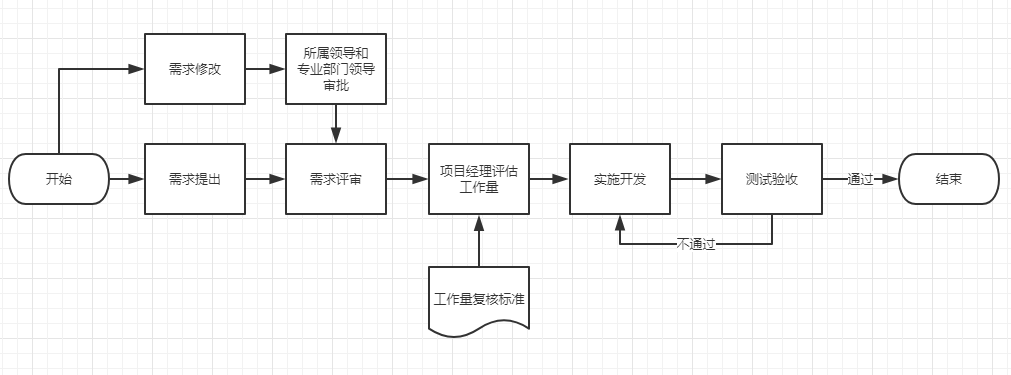 需求修改
所属领导和
专业部门领导
审批
开始
需求提出
需求评审
项目经理评估
工作量
实施开发
测试验收
通过
结束
不通过
工作量复核标准